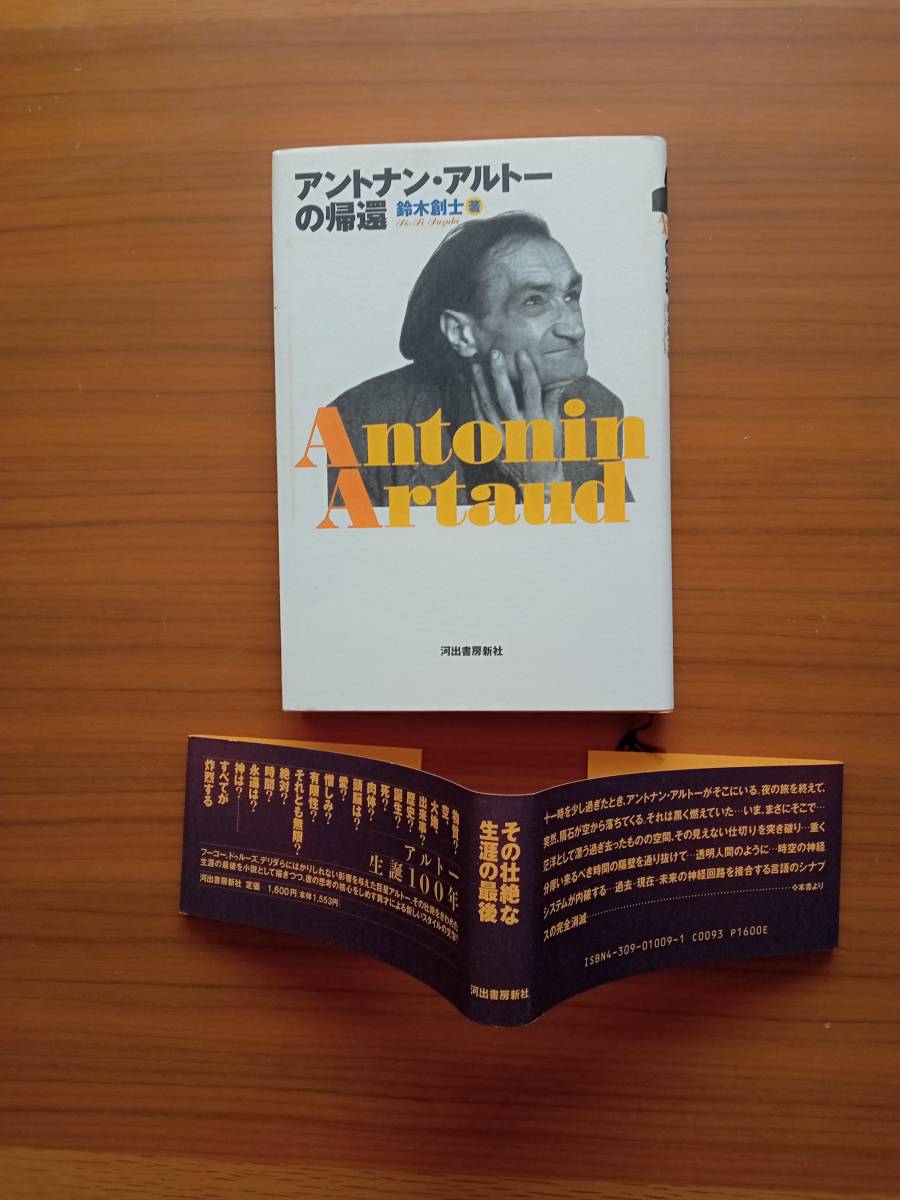 アントナン・アルトー
の帰還 鈴木創士 著
Antonin
Artaud
河出書房新社
物質?
空?
大噴?
出来事?
歴史?
誕生?
死?
肉体?
頭脳は?
愛?
憎しみ?
有限性?
それとも無限?
絶対?
時間?
永遠は?
神は?
すべてが
炸烈する
アルトー
生誕100年
フーコー、ドゥルーズ、デリダらにはかりしれない影響を与えた巨星アルトー、その壮絶をきわめた
生涯の最後を小説として描きつつ、彼の思考の核心をしめす異才による新しいスタイルの文学!
河出書房新社 定価 1,600円(本体1,553円)
その壮絶な
生涯の最後
河出書房新社
十一時を少し過ぎたとき、アントナン・アルトーがそこにいる。夜の旅を終えて、
突然、隕石が空から落ちてくる。それは黒く燃えていた…いま、まさにそこで…
茫洋として漂う過ぎ去ったものの空間、その見えない仕切りを突き破り…重く
分厚い来るべき時間の隔壁を通り抜けて…透明人間のように…時空の神経
システムが内破する…過去-現在-未来の神経回路を接合する言語のシナプ
スの完全消滅…
❖本書より
ISBN4-309-01009-1 C0093 P1600E